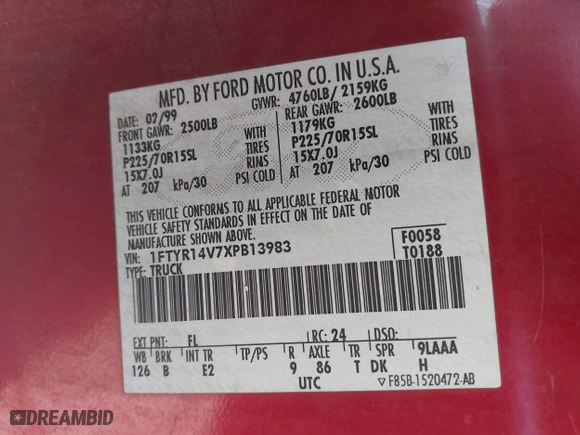 MFD. BY FORD MOTOR CO. IN U.S.A.
DATE: 02/99 GVWR: 4760LB/ 2159KG
FRONT GAWR: 2500LB REAR GAWR: 2600LB
1133KG WITH 1179KG WITH
P225/70R15SL TIRES P225/70R15SL TIRES
15X7.0J RIMS 15X7.0J RIMS
AT 207 kPa/30 PSI COLD AT 207 kPa/30 PSI COLD
THIS VEHICLE CONFORMS TO ALL APPLICABLE FEDERAL MOTOR
VEHICLE SAFETY STANDARDS IN EFFECT ON THE DATE OF
MANUFACTURE SHOWN ABOVE.
VIN: 1FTYR14V7XPB13983 F0058
TYPE: TRUCK T0188
EXT PNT: FL RC: 24 DSO:
WB BRK INT TR TP/PS R AXLE TR SPR 9LAAA
126 B E2 9 86 T DK H
UTC ▽F85B-1520472-AB
DREAMBID